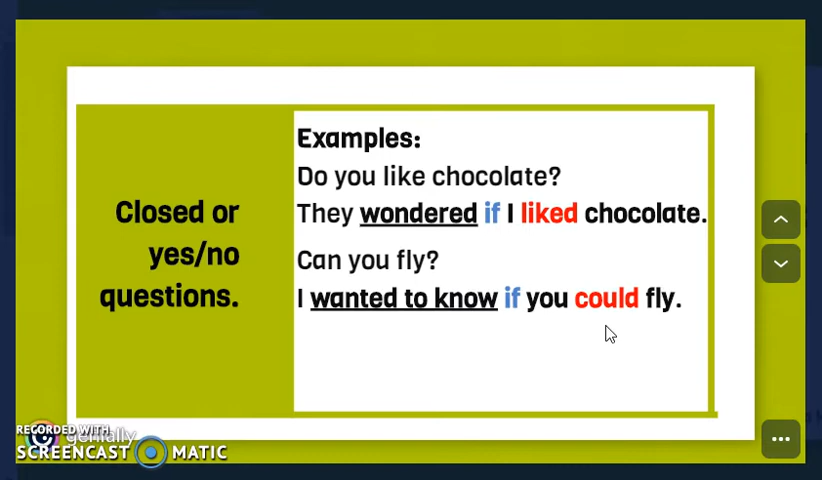 Closed or
yes/no
questions.
Examples:
Do you like chocolate?
They wondered if I liked chocolate.
Can you fly?
I wanted to know if you could fly.
RECORDED WITH
genially
SCREENCAST MATIC